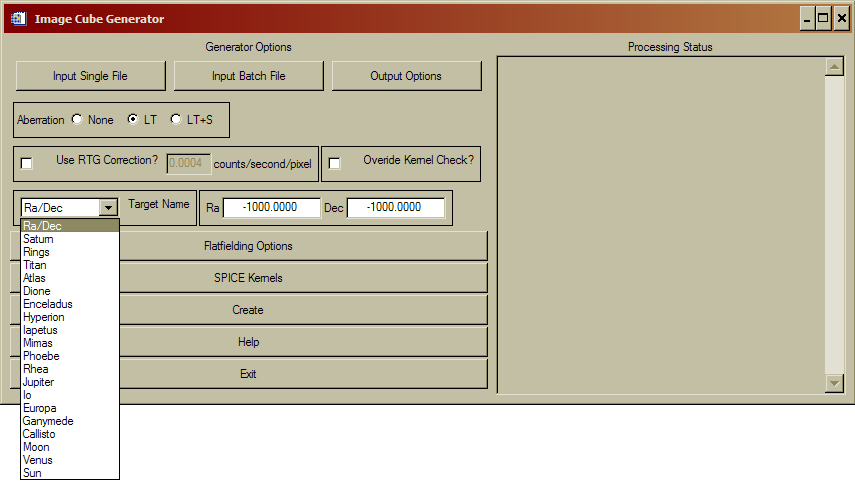 Image Cube Generator
Generator Options
Processing Status
Input Single File
Input Batch File
Output Options
Aberration None LT LT+S
Use RTG Correction? 0.0004 counts/second/pixel
Overide Kernel Check?
Ra/Dec Target Name
Ra -1000.0000 Dec -1000.0000
Ra/Dec
Saturn
Rings
Titan
Atlas
Dione
Enceladus
Hyperion
Iapetus
Mimas
Phoebe
Rhea
Jupiter
Io
Europa
Ganymede
Callisto
Moon
Venus
Sun
Flatfielding Options
SPICE Kernels
Create
Help
Exit